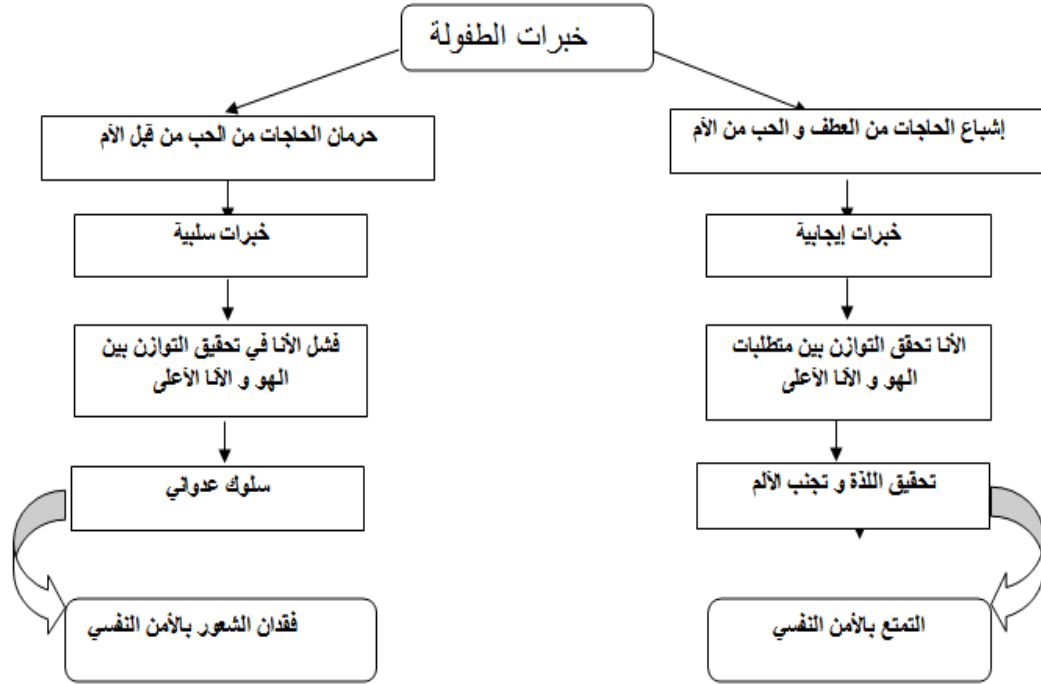 خبرات الطفولة
إشباع الحاجات من العطف و الحب من الأم
حرمان الحاجات من الحب من قبل الأم
خبرات إيجابية
خبرات سلبية
الأنا تحقق التوازن بين متطلبات
الهو و الأنا الأعلى
فشل الأنا في تحقيق التوازن بين
الهو و الأنا الأعلى
تحقيق اللذة و تجنب الألم
سلوك عدواني
التمتع بالأمن النفسي
فقدان الشعور بالأمن النفسي